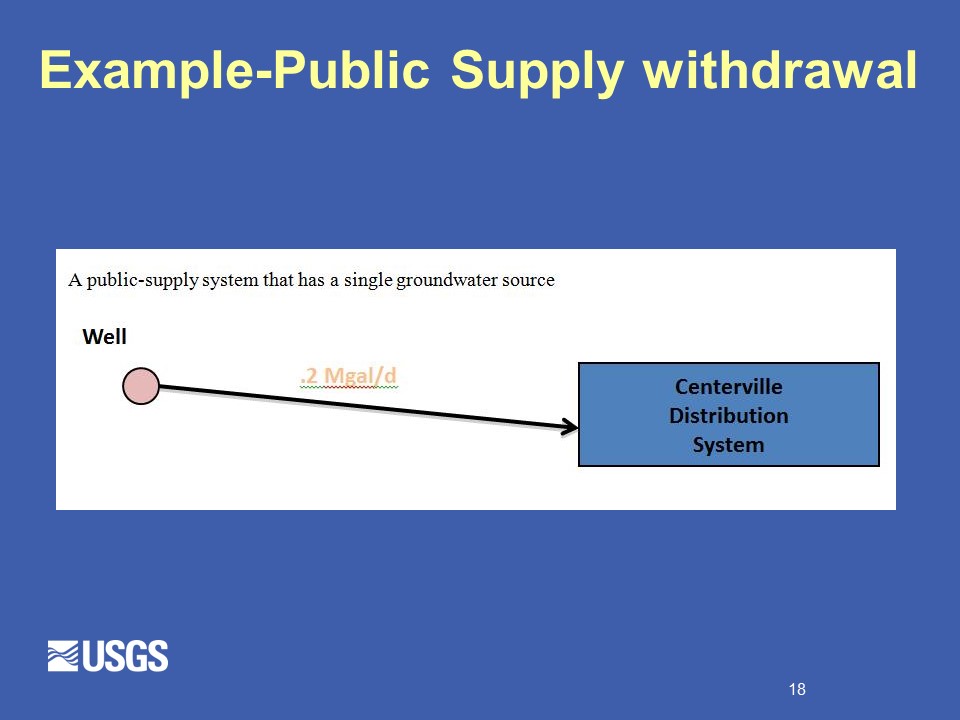 Example-Public Supply withdrawal
A public-supply system that has a single groundwater source
Well
.2 Mgal/d
Centerville
Distribution
System
USGS
18